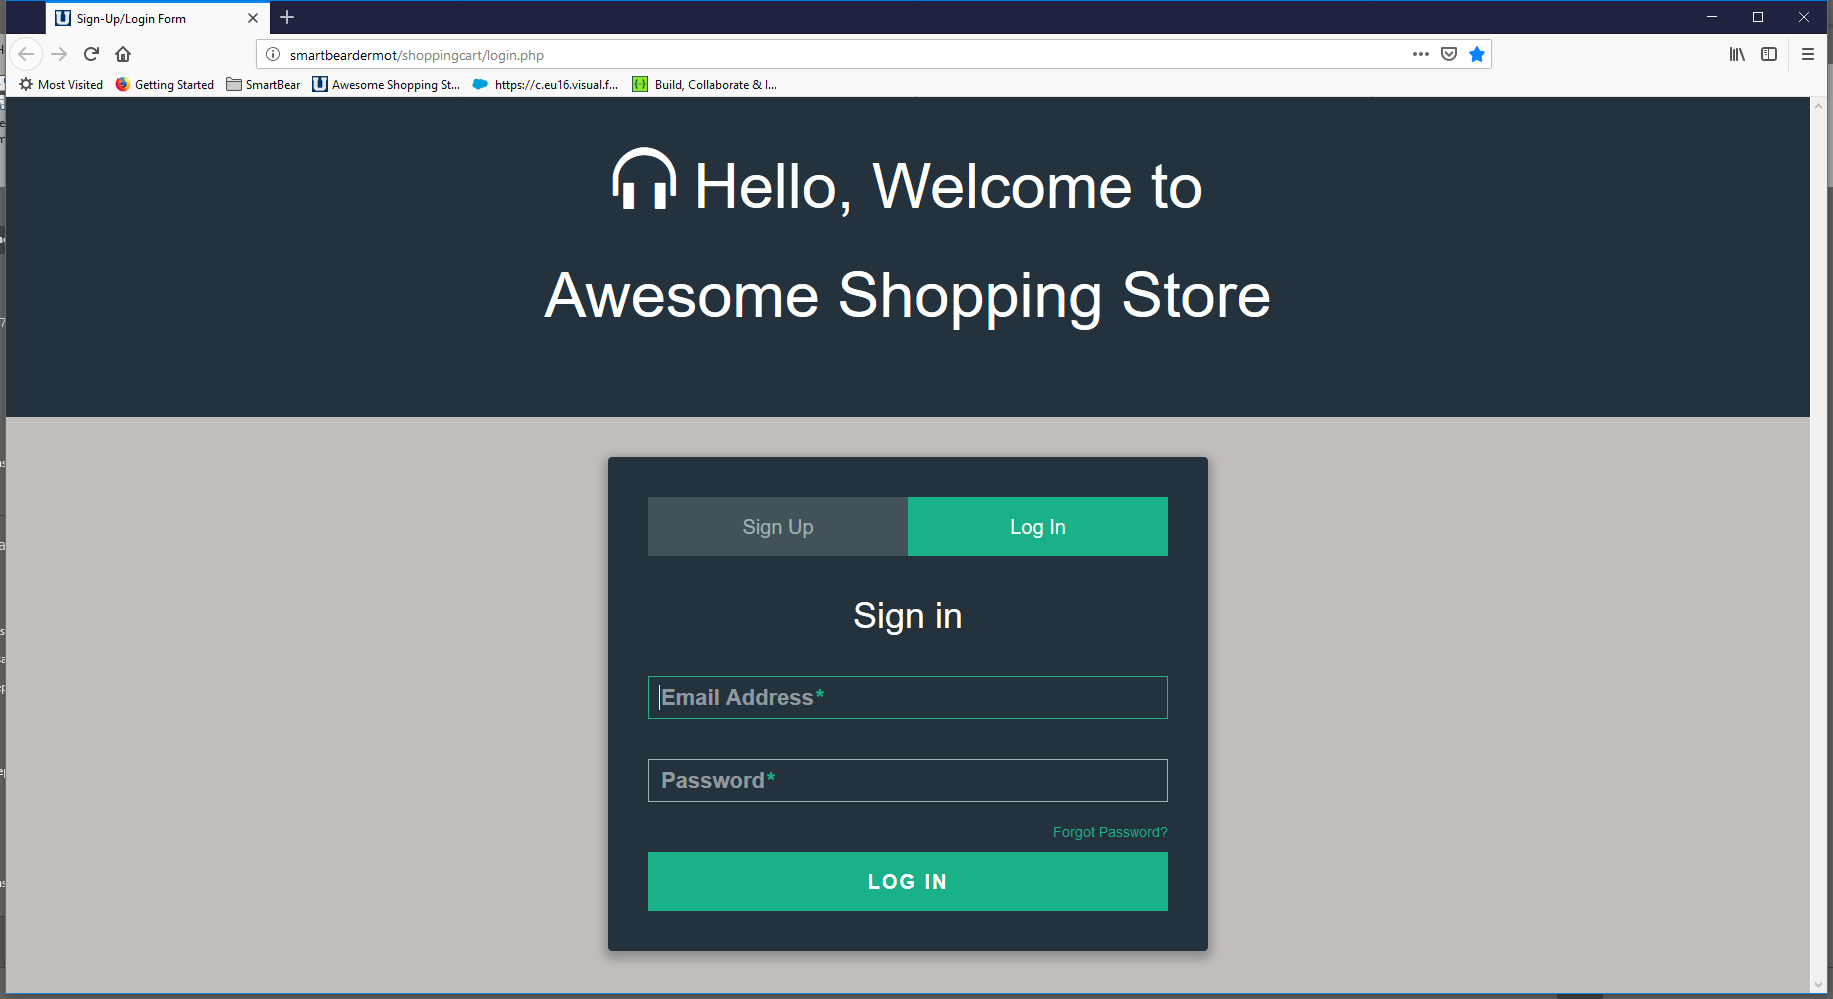 Sign-Up/Login Form
smartbeardermot/shoppingcart/login.php
Most Visited Getting Started SmartBear Awesome Shopping St... https://c.eu16.visual.f... Build, Collaborate & I...
Hello, Welcome to
Awesome Shopping Store
Sign Up Log In
Sign in
Email Address*
Password*
Forgot Password?
LOG IN